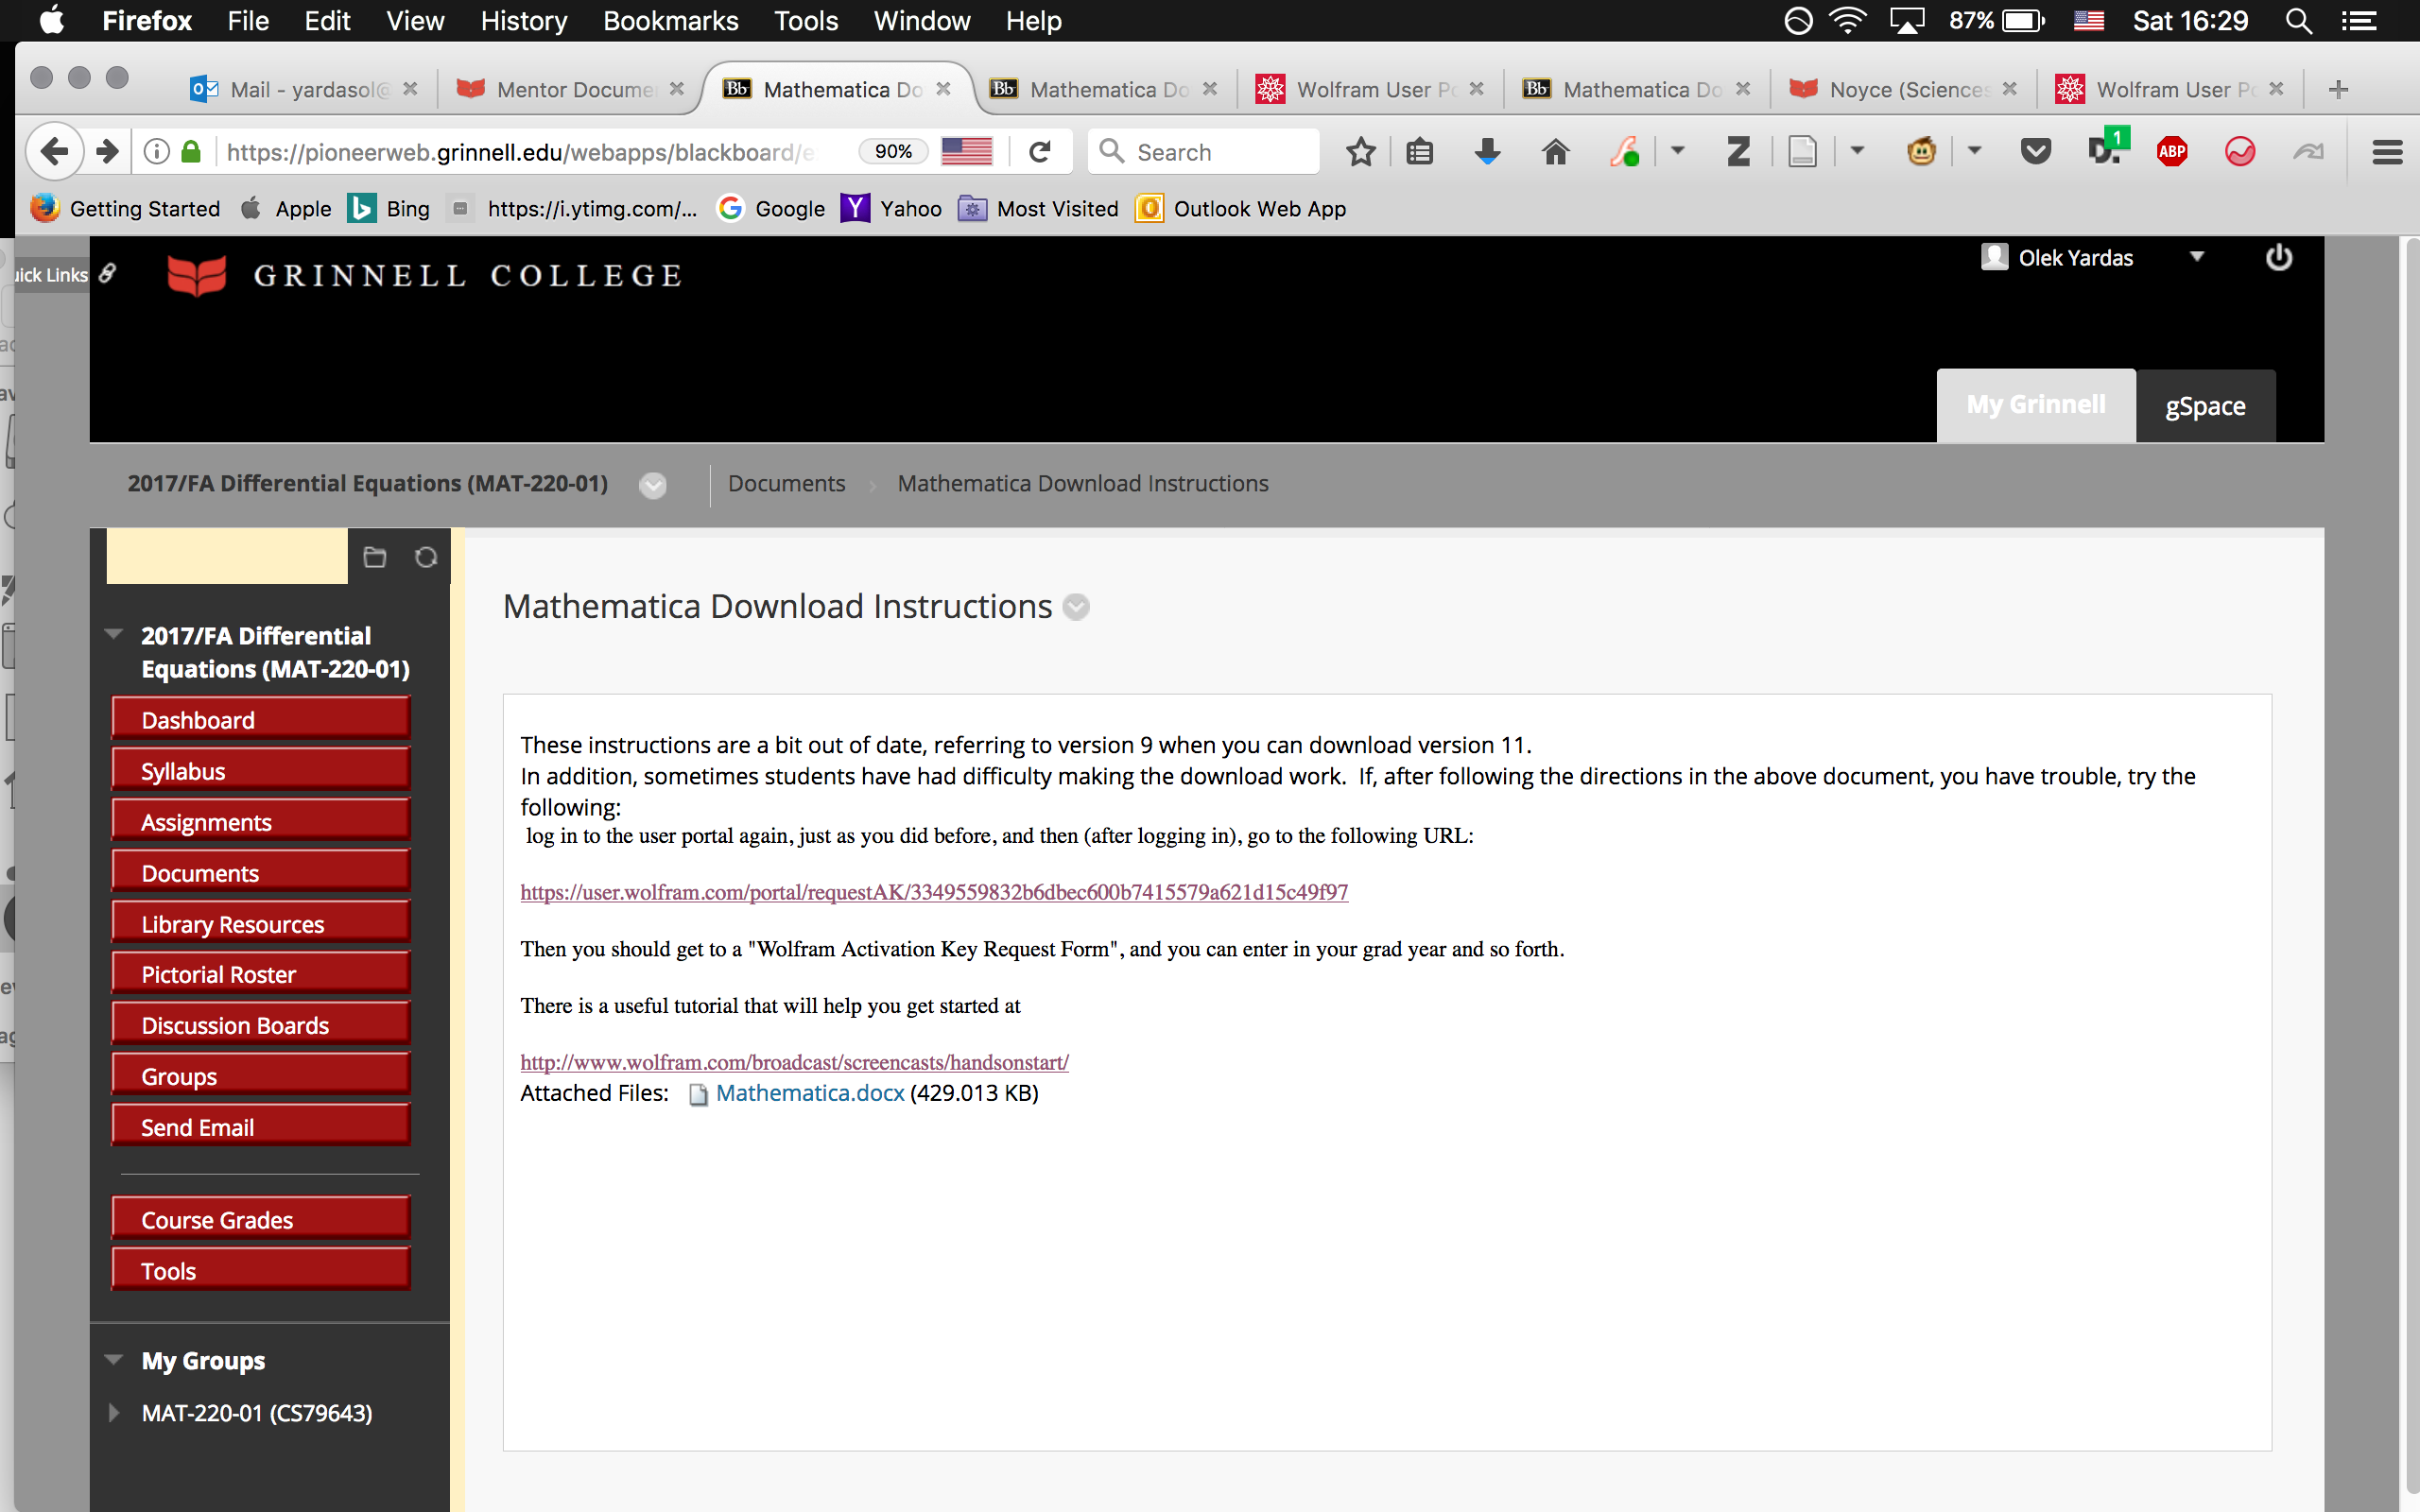 Firefox File Edit View History Bookmarks Tools Window Help 87% Sat 16:29
Mail - yardasol@ Mentor Docume Mathematica Do Mathematica Do Wolfram User Po Mathematica Do Noyce (Sciences Wolfram User Po
https://pioneerweb.grinnell.edu/webapps/blackboard/e 90% Search 1 ABP
Getting Started Apple Bing https://i.ytimg.com/... Google Yahoo Most Visited Outlook Web App
uick Links GRINNELL COLLEGE Olek Yardas
My Grinnell gSpace
2017/FA Differential Equations (MAT-220-01) Documents Mathematica Download Instructions
2017/FA Differential
Equations (MAT-220-01)
Dashboard
Syllabus
Assignments
Documents
Library Resources
Pictorial Roster
Discussion Boards
Groups
Send Email
Course Grades
Tools
My Groups
MAT-220-01 (CS79643)
Mathematica Download Instructions
These instructions are a bit out of date, referring to version 9 when you can download version 11.
In addition, sometimes students have had difficulty making the download work.  If, after following the directions in the above document, you have trouble, try the
following:
log in to the user portal again, just as you did before, and then (after logging in), go to the following URL:
https://user.wolfram.com/portal/requestAK/3349559832b6dbec600b7415579a621d15c49f97
Then you should get to a "Wolfram Activation Key Request Form", and you can enter in your grad year and so forth.
There is a useful tutorial that will help you get started at
http://www.wolfram.com/broadcast/screencasts/handsonstart/
Attached Files: Mathematica.docx (429.013 KB)